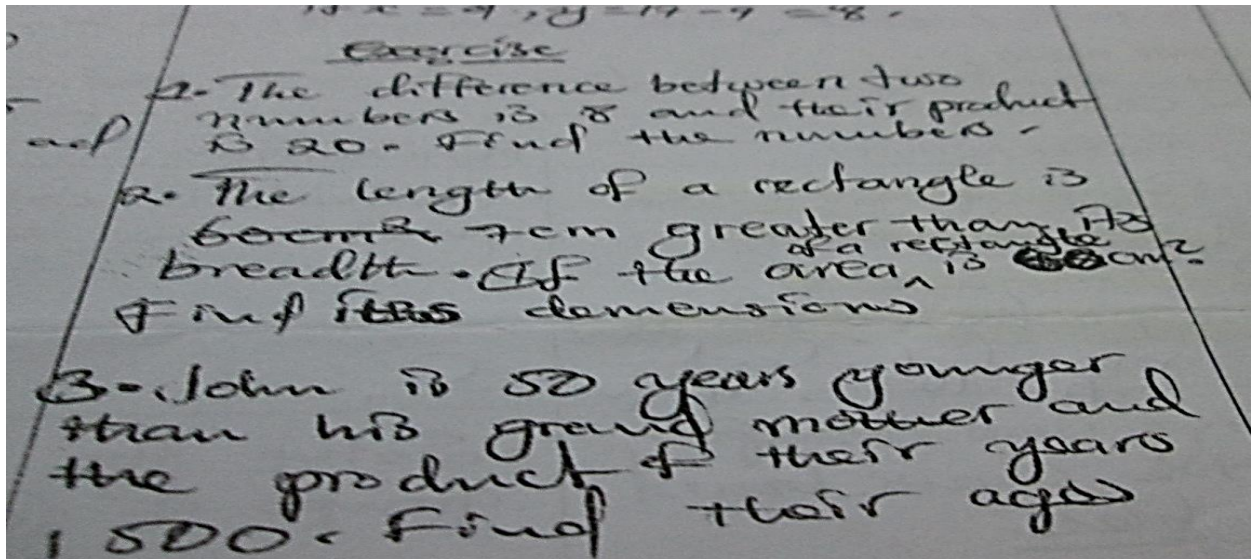 Exercise
1. The difference between two
numbers is 8 and their product
is 20. Find the numbers.
2. The length of a rectangle is
60cm² 7cm greater than its
breadth. If the area of a rectangle is cm².
Find its demensions
3. John is 50 years younger
than his grand mother and
the product of their years
1500. Find their ages